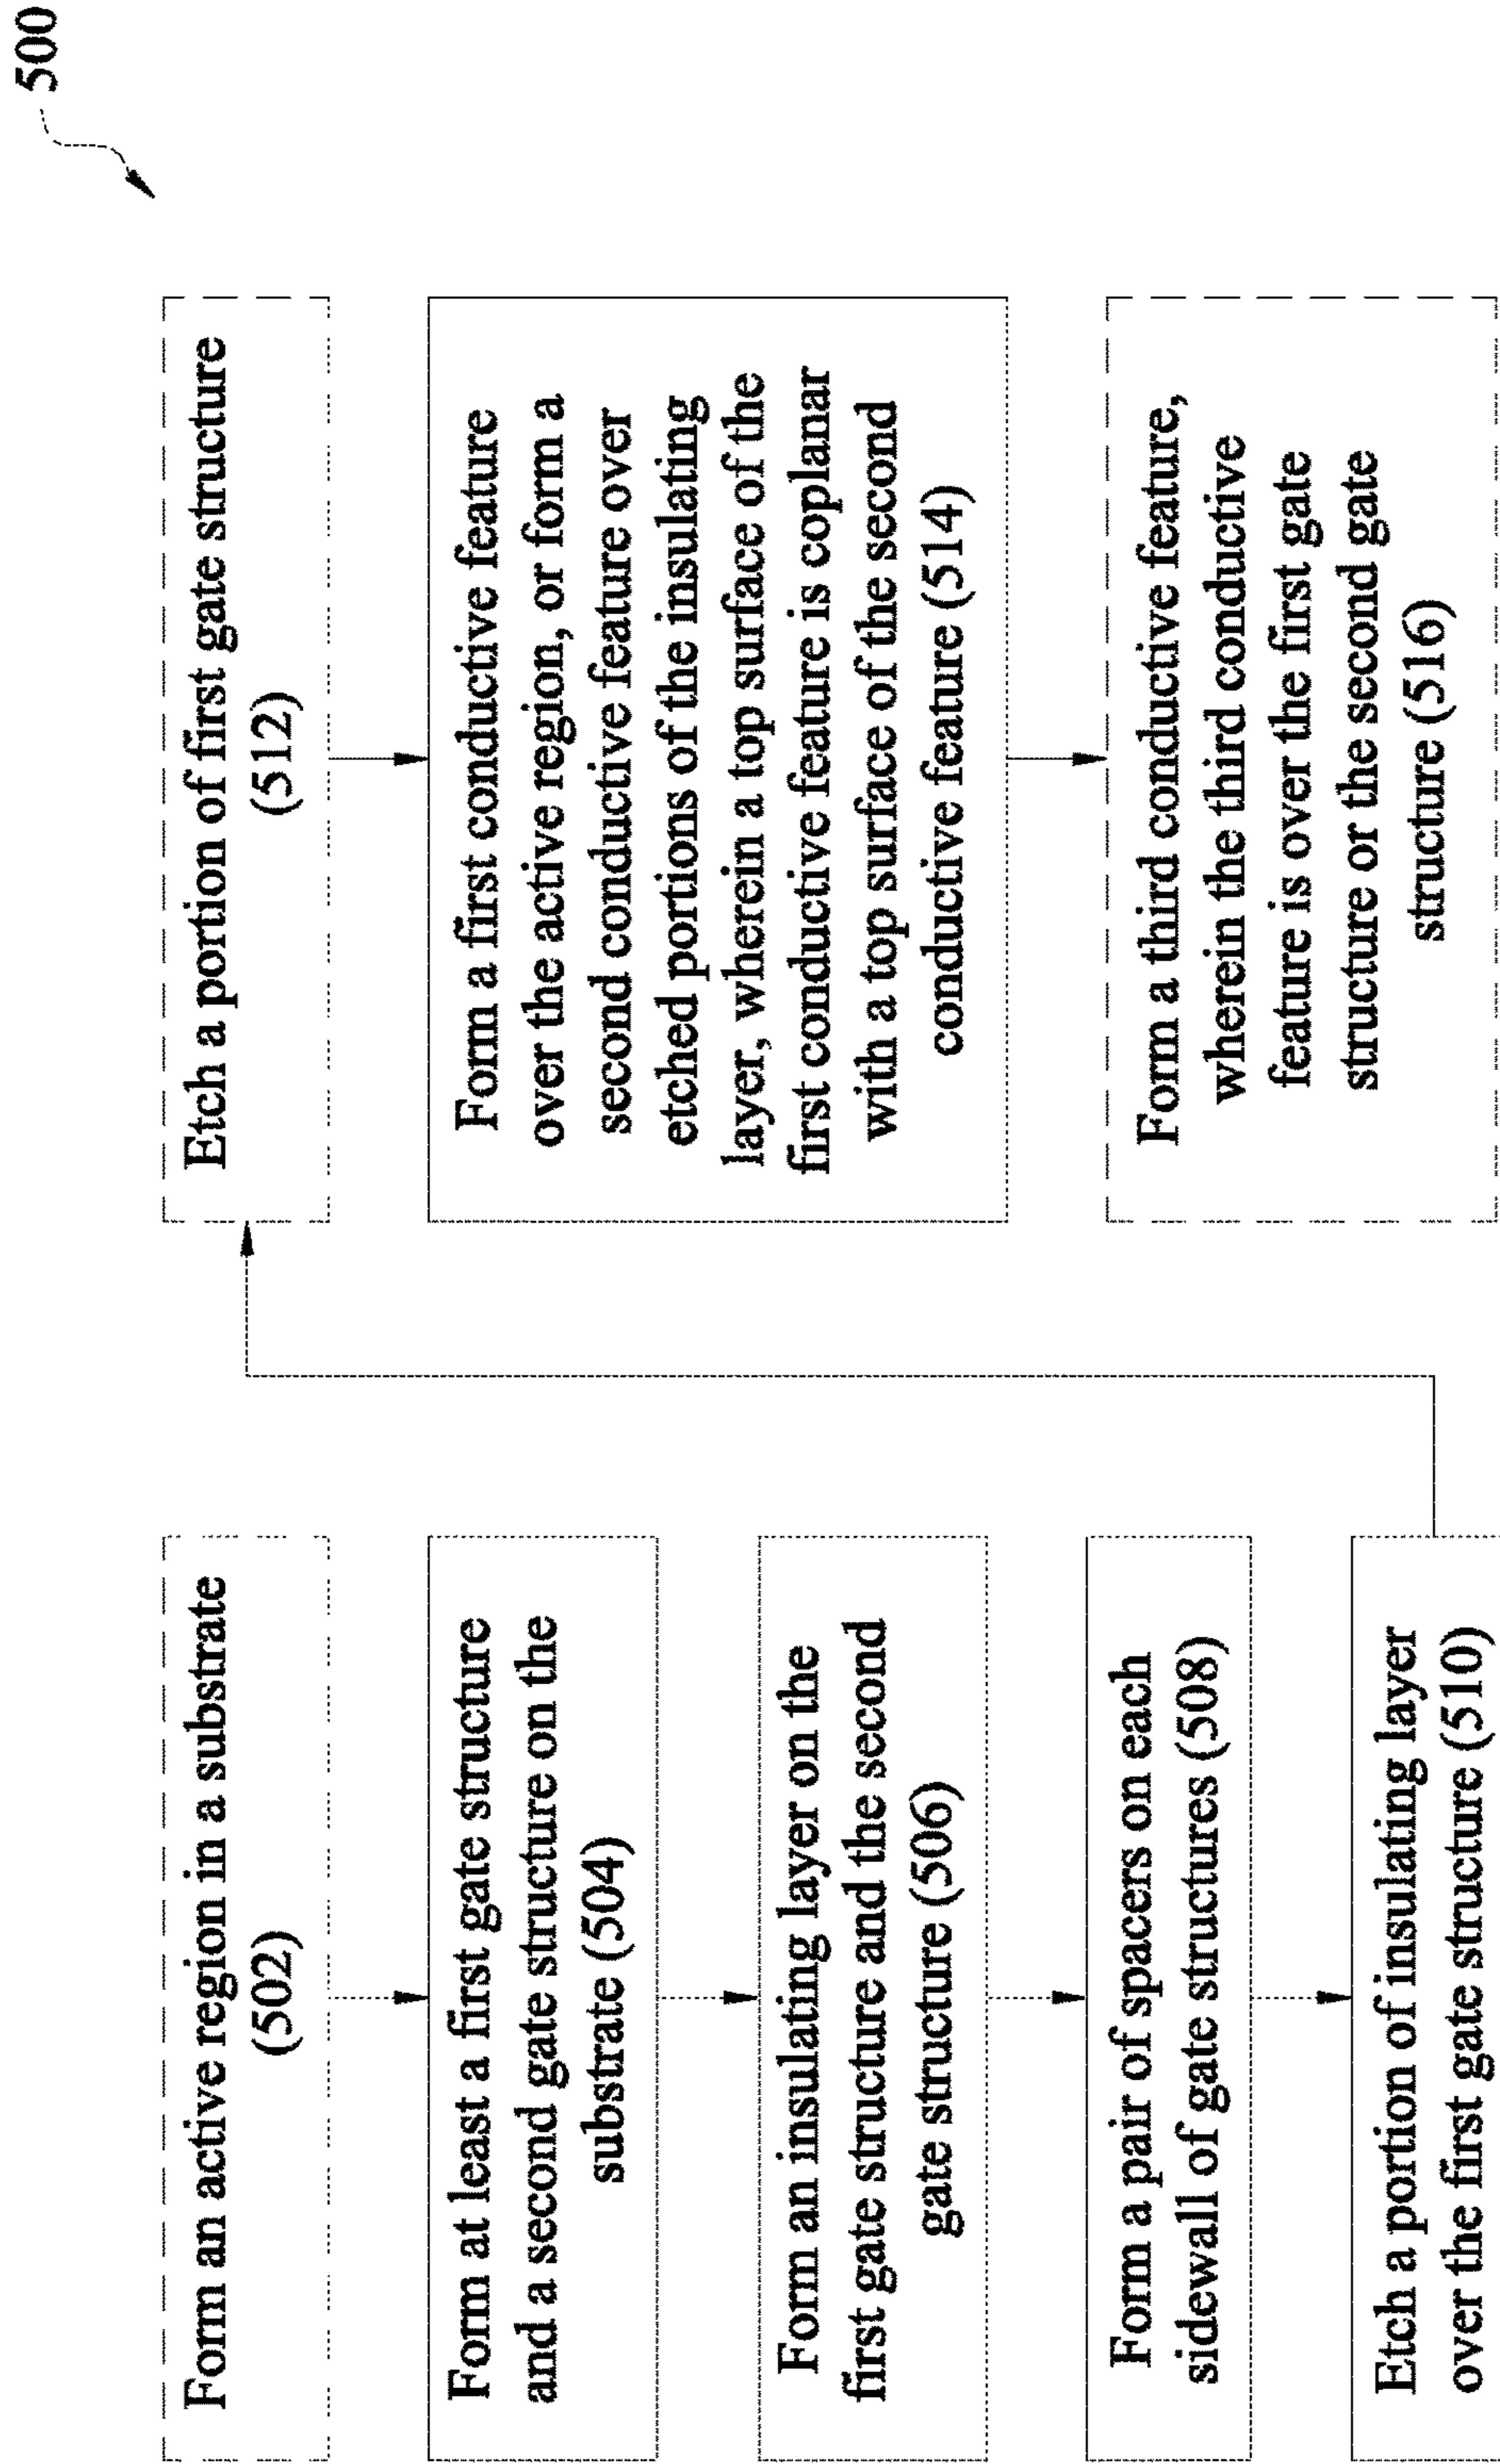 500
Form an active region in a substrate
(502)
Form at least a first gate structure
and a second gate structure on the
substrate (504)
Form an insulating layer on the
first gate structure and the second
gate structure (506)
Form a pair of spacers on each
sidewall of gate structures (508)
Etch a portion of insulating layer
over the first gate structure (510)
Etch a portion of first gate structure
(512)
Form a first conductive feature
over the active region, or form a
second conductive feature over
etched portions of the insulating
layer, wherein a top surface of the
first conductive feature is coplanar
with a top surface of the second
conductive feature (514)
Form a third conductive feature,
wherein the third conductive
feature is over the first gate
structure or the second gate
structure (516)